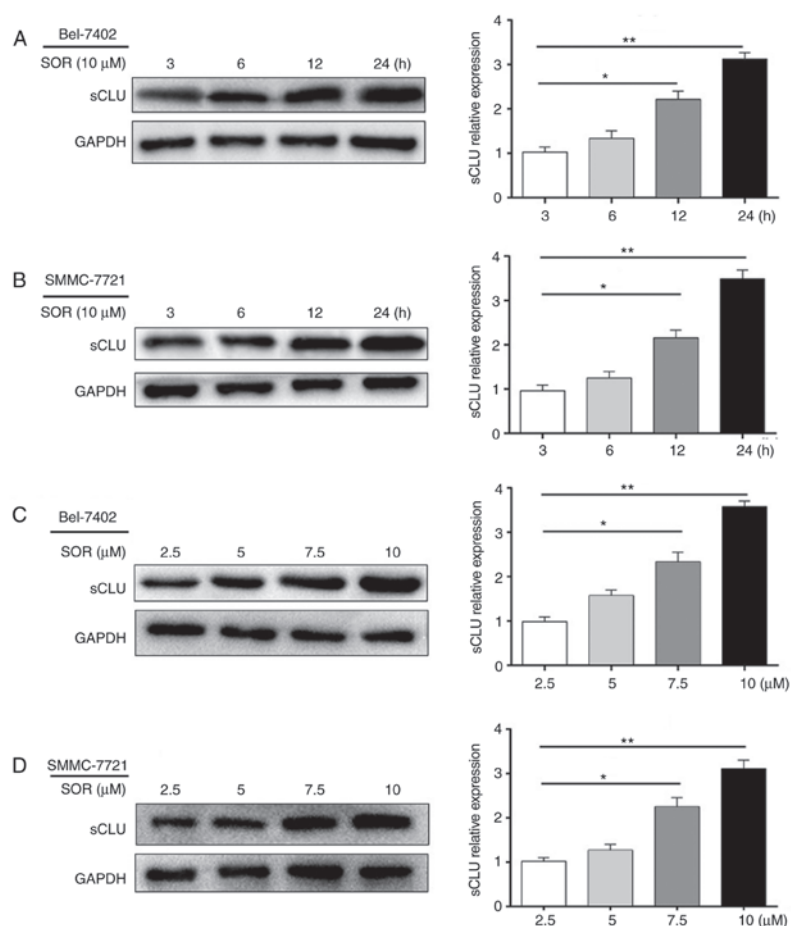 A
Bel-7402
SOR (10 μM) 3 6 12 24 (h)
sCLU
GAPDH
sCLU relative expression
4
3
2
1
0
**
*
3 6 12 24 (h)
B
SMMC-7721
SOR (10 μM) 3 6 12 24 (h)
sCLU
GAPDH
sCLU relative expression
4
3
2
1
0
**
*
3 6 12 24 (h)
C
Bel-7402
SOR (μM) 2.5 5 7.5 10
sCLU
GAPDH
sCLU relative expression
4
3
2
1
0
**
*
2.5 5 7.5 10 (μM)
D
SMMC-7721
SOR (μM) 2.5 5 7.5 10
sCLU
GAPDH
sCLU relative expression
4
3
2
1
0
**
*
2.5 5 7.5 10 (μM)